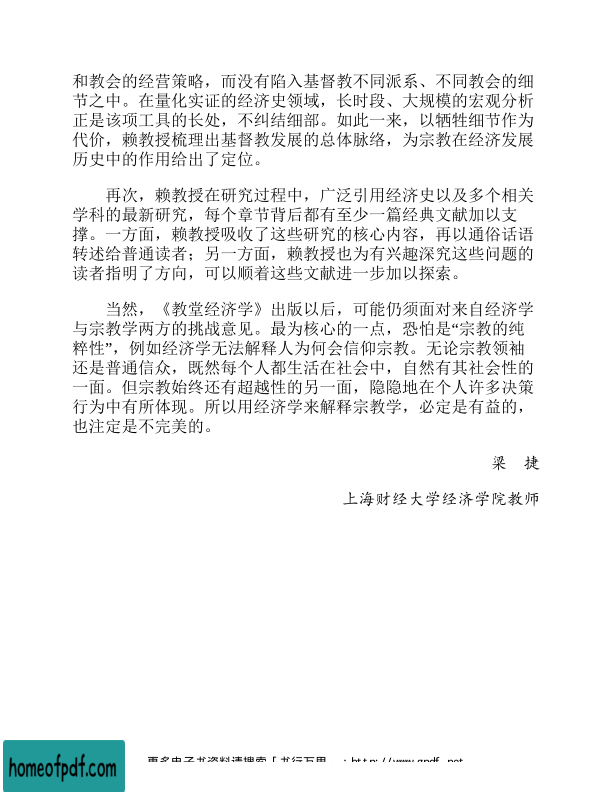 和教会的经营策略，而没有陷入基督教不同派系、不同教会的细
节之中。在量化实证的经济史领域，长时段、大规模的宏观分析
正是该项工具的长处，不纠结细部。如此一来，以牺牲细节作为
代价，赖教授梳理出基督教发展的总体脉络，为宗教在经济发展
历史中的作用给出了定位。
再次，赖教授在研究过程中，广泛引用经济史以及多个相关
学科的最新研究，每个章节背后都有至少一篇经典文献加以支
撑。一方面，赖教授吸收了这些研究的核心内容，再以通俗话语
转述给普通读者；另一方面，赖教授也为有兴趣深究这些问题的
读者指明了方向，可以顺着这些文献进一步加以探索。
当然，《教堂经济学》出版以后，可能仍须面对来自经济学
与宗教学两方的挑战意见。最为核心的一点，恐怕是“宗教的纯
粹性”，例如经济学无法解释人为何会信仰宗教。无论宗教领袖
还是普通信众，既然每个人都生活在社会中，自然有其社会性的
一面。但宗教始终还有超越性的另一面，隐隐地在个人许多决策
行为中有所体现。所以用经济学来解释宗教学，必定是有益的，
也注定是不完美的。
梁　捷
上海财经大学经济学院教师
homeofpdf.com